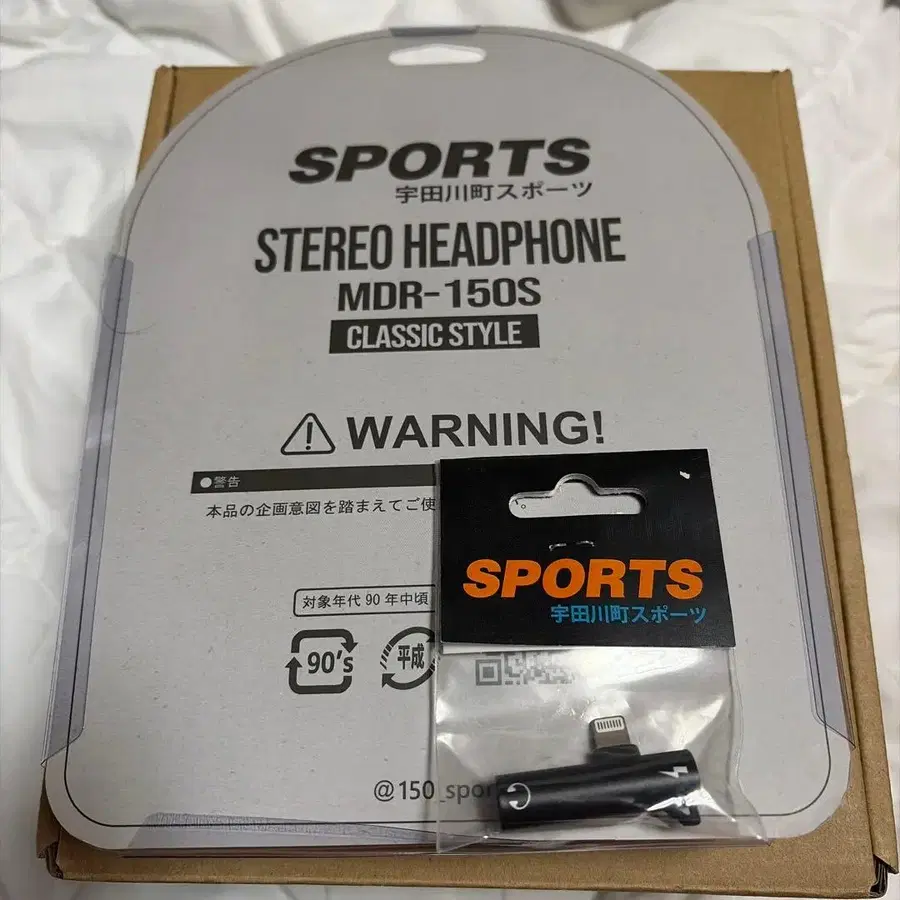 SPORTS
宇田川町スポーツ
STEREO HEADPHONE
MDR-150S
CLASSIC STYLE
WARNING!
●警告
本品の企画意図を踏まえてご使
対象年代 90 年中頃
90's
平成
@150_spor
SPORTS
宇田川町スポーツ